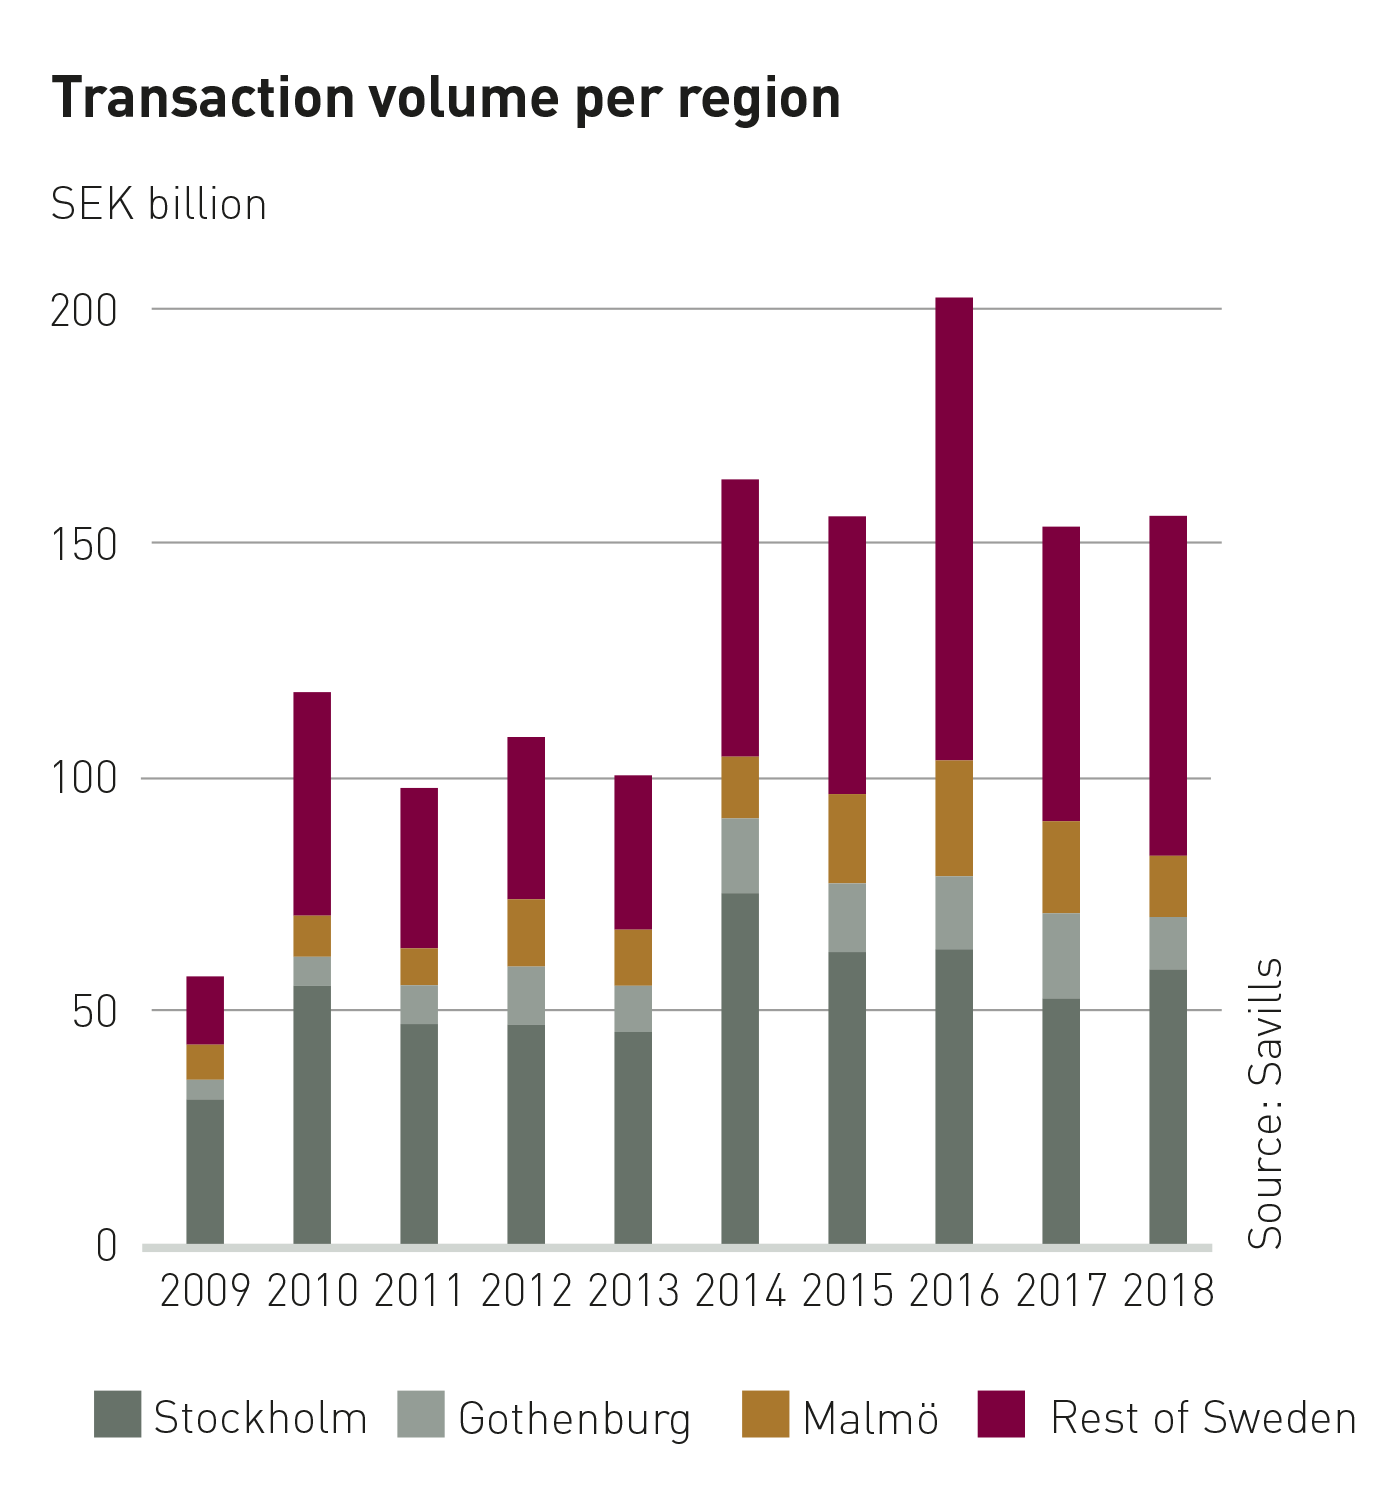 Transaction volume per region
SEK billion
200
150
100
50
0
2009 2010 2011 2012 2013 2014 2015 2016 2017 2018
Source: Savills
Stockholm Gothenburg Malmö Rest of Sweden